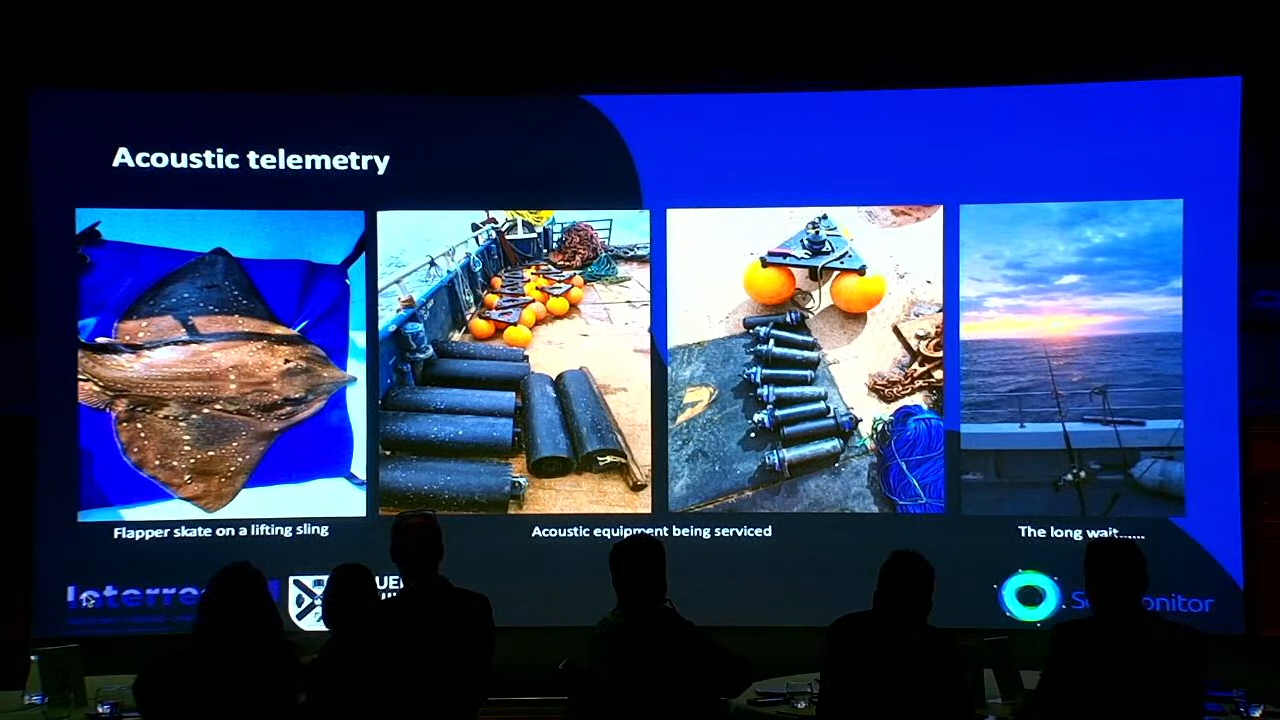 Acoustic telemetry
Flapper skate on a lifting sling
Acoustic equipment being serviced
The long wait......